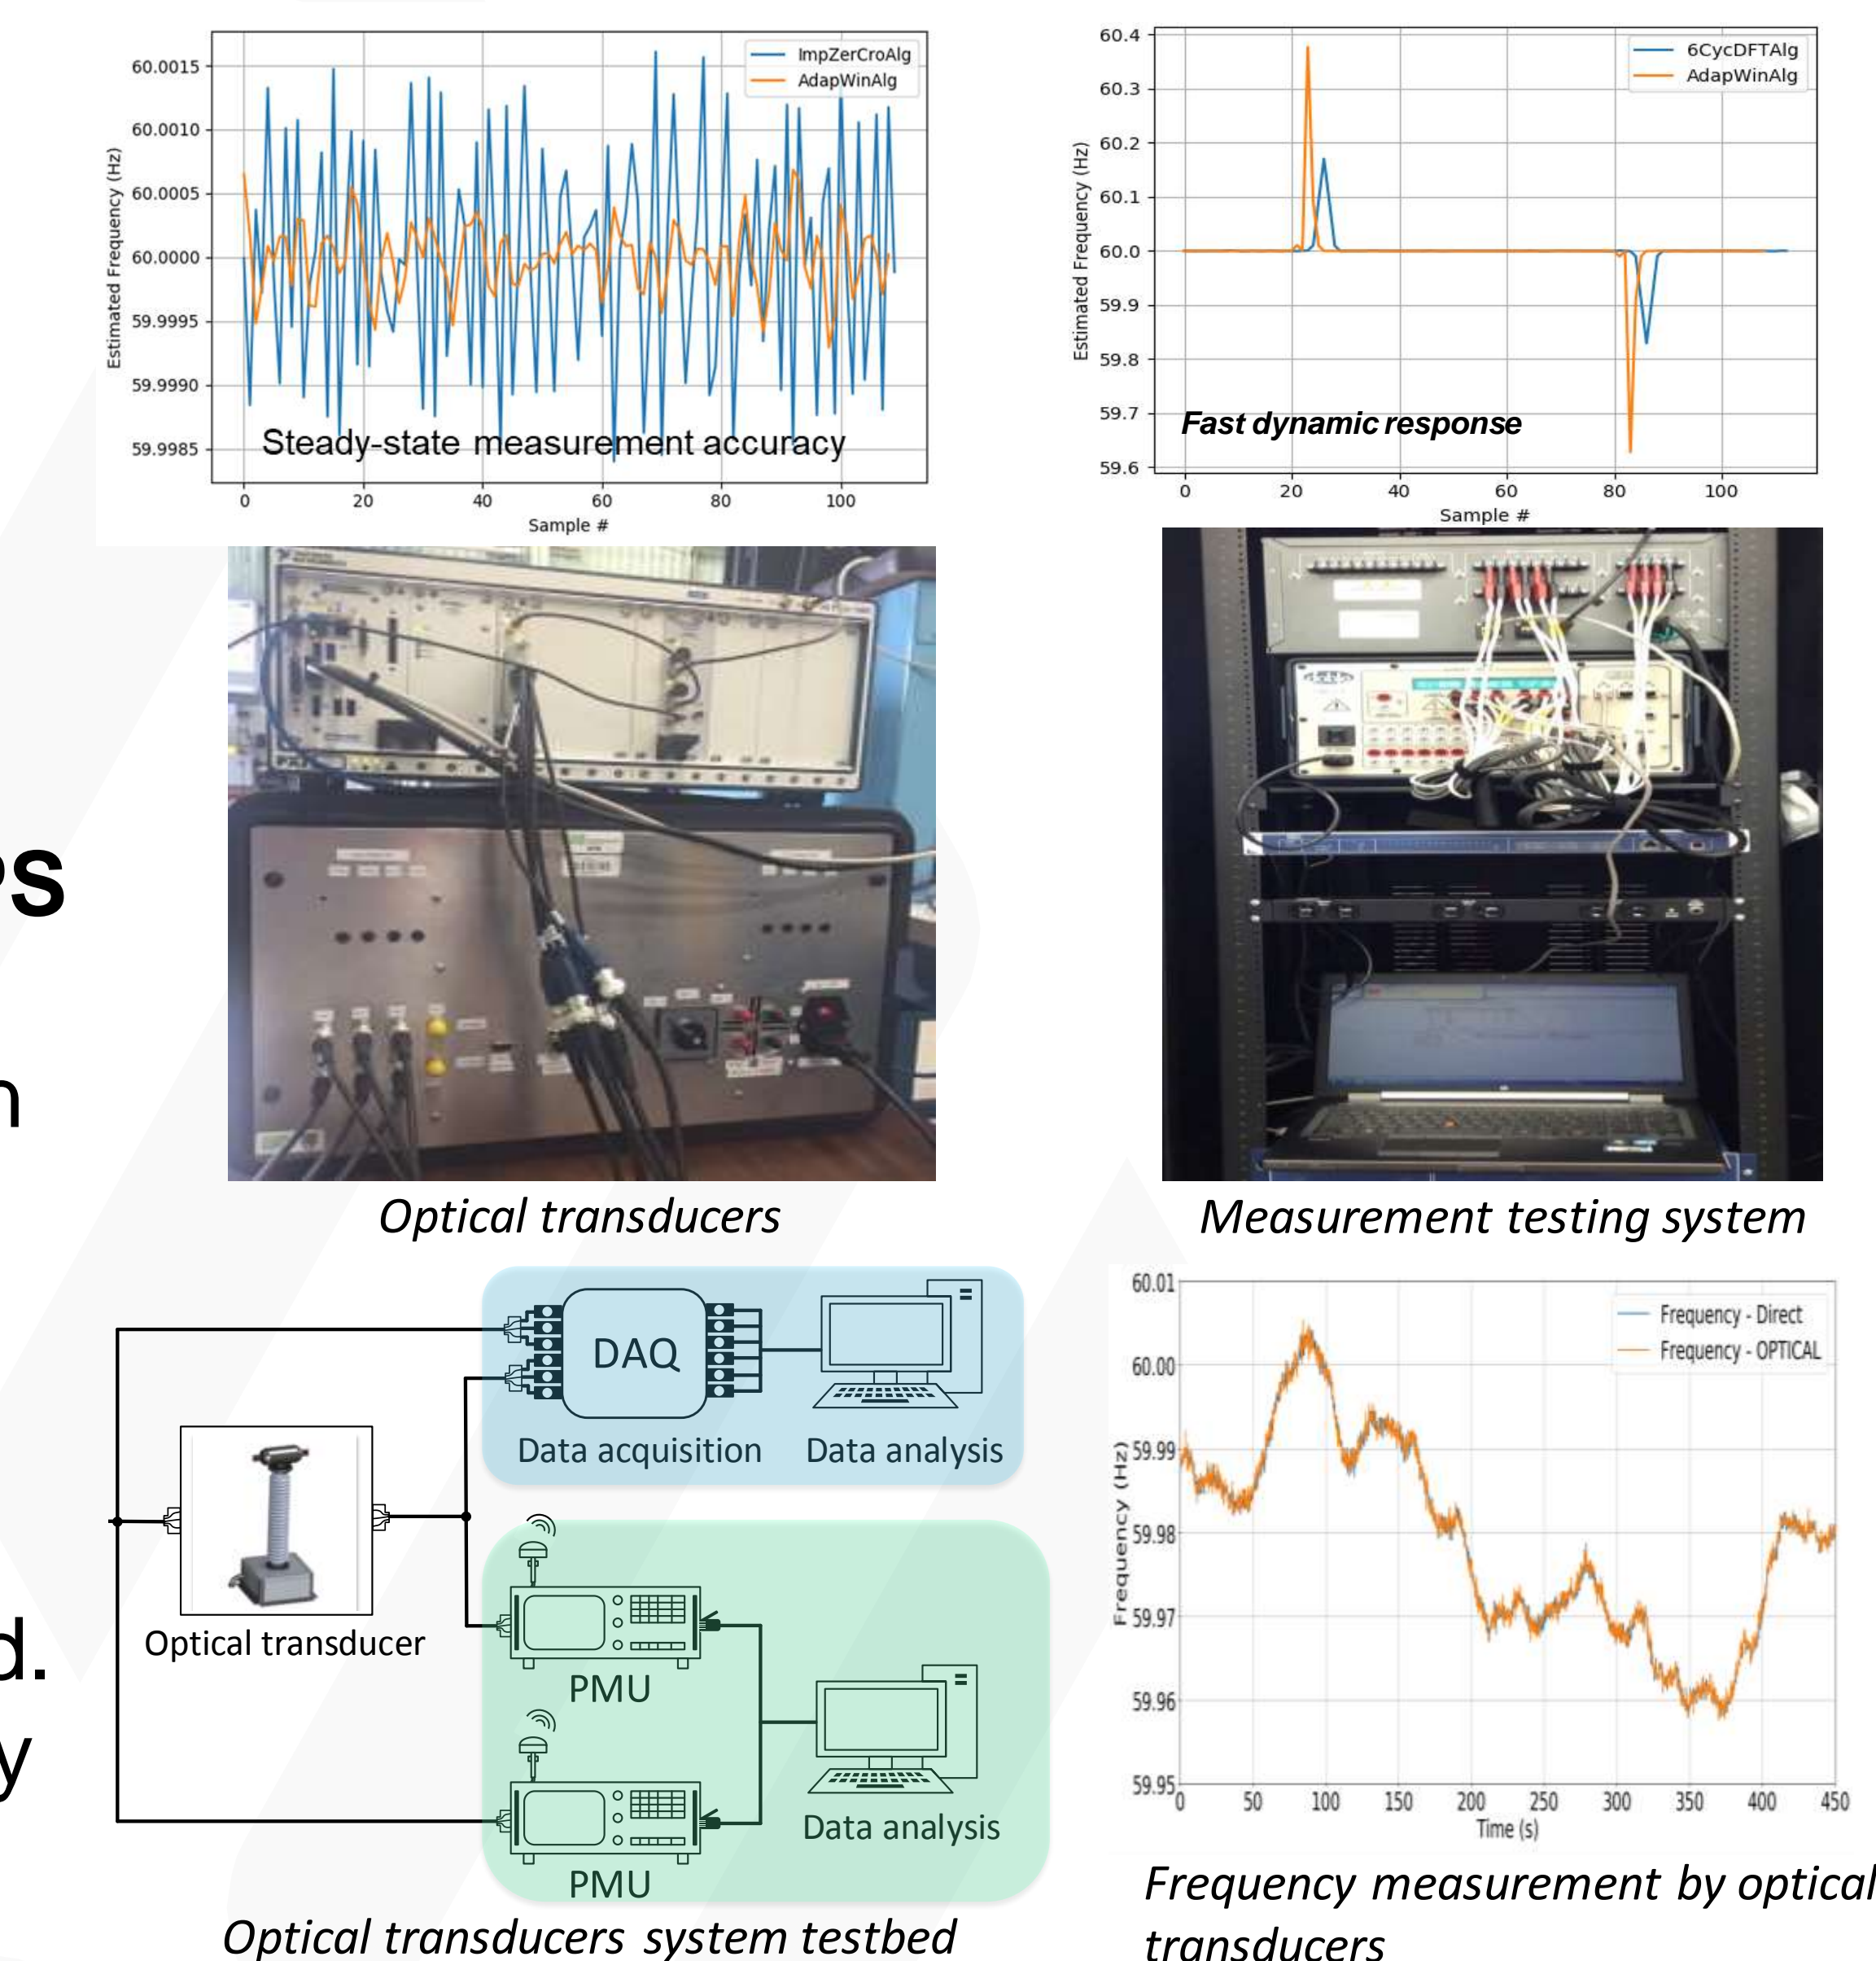 60.0015
60.0010
60.0005
60.0000
59.9995
59.9990
59.9985
Estimated Frequency (Hz)
ImpZerCroAlg
AdapWinAlg
Steady-state measurement accuracy
0 20 40 60 80 100
Sample #
60.4
60.3
60.2
60.1
60.0
59.9
59.8
59.7
59.6
Estimated Frequency (Hz)
6CycDFTAlg
AdapWinAlg
Fast dynamic response
0 20 40 60 80 100
Sample #
Optical transducers
Measurement testing system
DAQ
Data acquisition
Data analysis
Optical transducer
PMU
PMU
Data analysis
Optical transducers system testbed
60.01
60.00
59.99
59.98
59.97
59.96
59.95
Frequency (Hz)
Frequency - Direct
Frequency - OPTICAL
0 50 100 150 200 250 300 350 400 450
Time (s)
Frequency measurement by optical
transducers